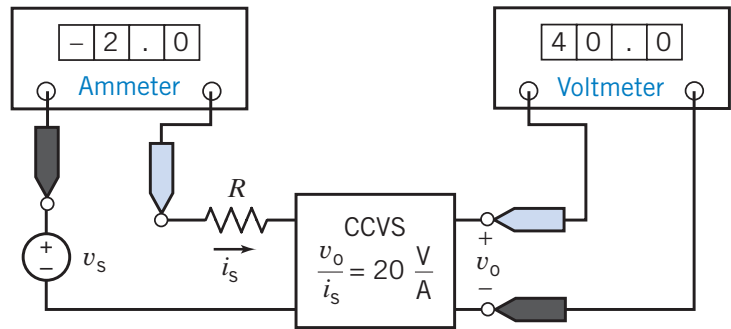 – 2 . 0
Ammeter
4 0 . 0
Voltmeter
R
i_s
+
–
v_s
CCVS
v_o / i_s = 20 V / A
+
v_o
–